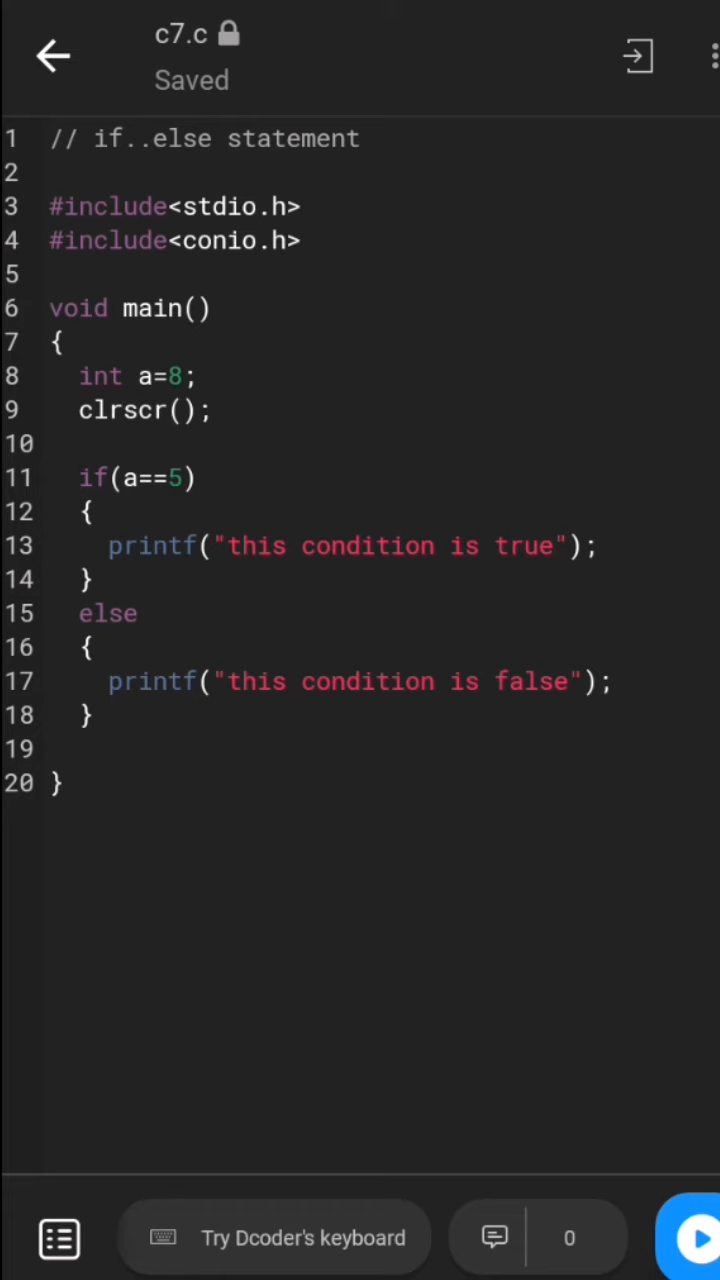 c7.c
Saved
1 // if..else statement
2
3 #include<stdio.h>
4 #include<conio.h>
5
6 void main()
7 {
8   int a=8;
9   clrscr();
10
11   if(a==5)
12   {
13     printf("this condition is true");
14   }
15   else
16   {
17     printf("this condition is false");
18   }
19
20 }
Try Dcoder's keyboard
0